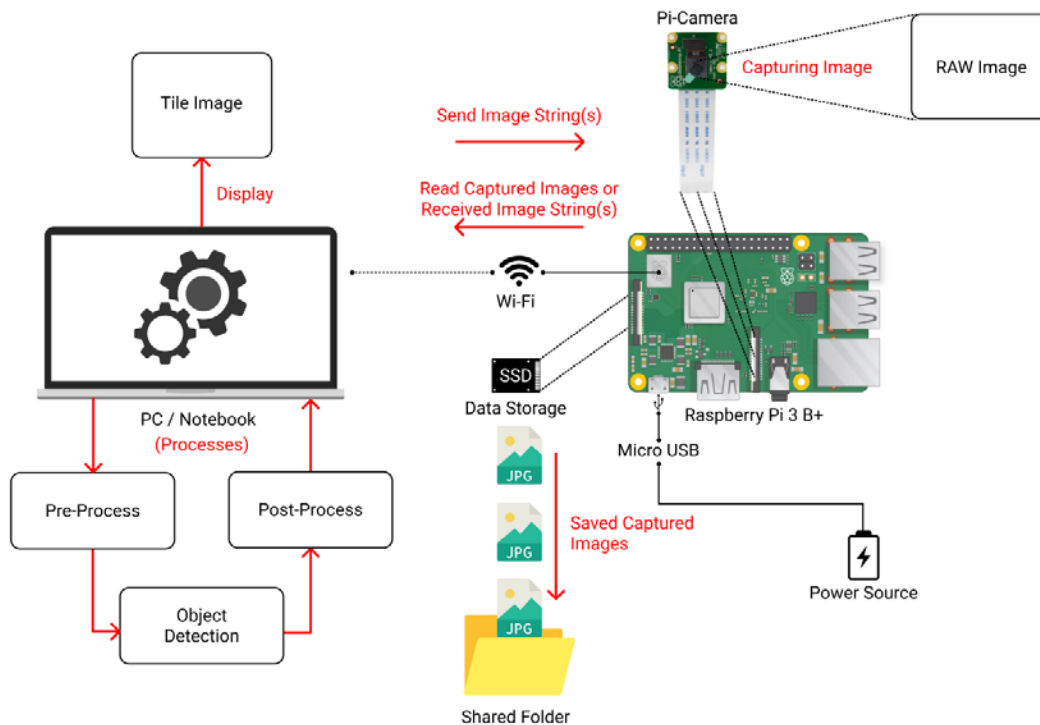 Pi-Camera
Capturing Image
RAW Image
Tile Image
Send Image String(s)
Display
Read Captured Images or
Received Image String(s)
Wi-Fi
SSD
Data Storage
Raspberry Pi 3 B+
PC / Notebook
(Processes)
Micro USB
JPG
Pre-Process
Post-Process
JPG
Saved Captured
Images
Power Source
Object
Detection
JPG
Shared Folder